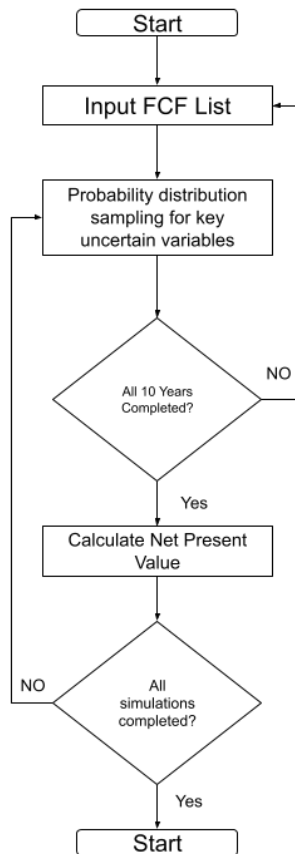 Start
Input FCF List
Probability distribution
sampling for key
uncertain variables
All 10 Years
Completed?
NO
Yes
Calculate Net Present
Value
All
simulations
completed?
NO
Yes
Start